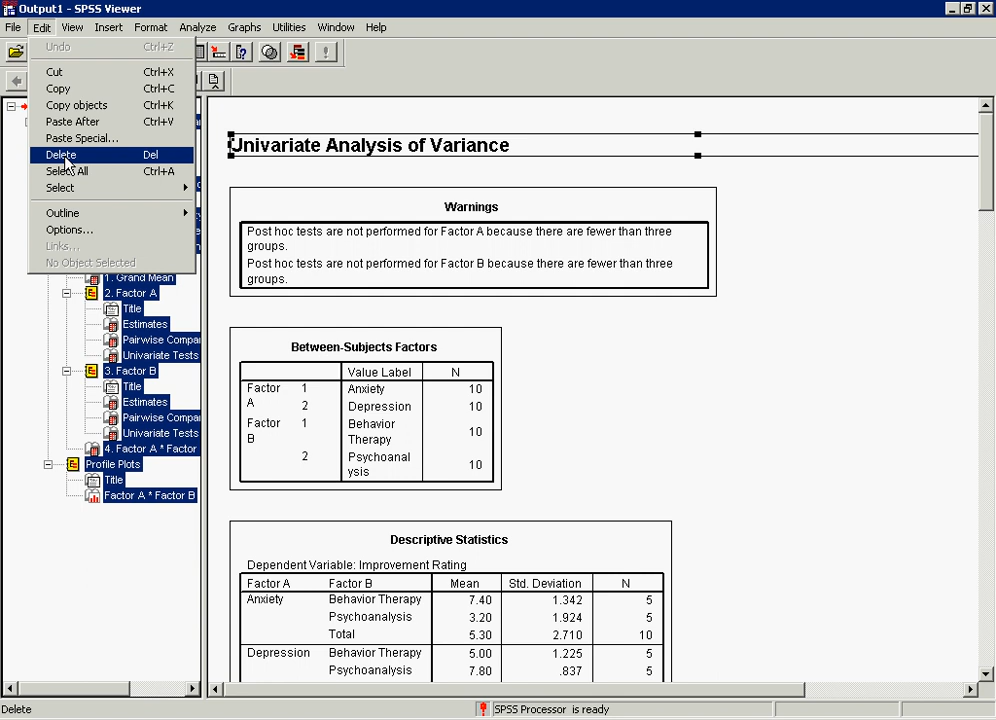 Output1 - SPSS Viewer
File Edit View Insert Format Analyze Graphs Utilities Window Help
Undo Ctrl+Z
Cut Ctrl+X
Copy Ctrl+C
Copy objects Ctrl+K
Paste After Ctrl+V
Paste Special...
Delete Del
Select All Ctrl+A
Select
Outline
Options...
Links...
No Object Selected
1. Grand Mean
2. Factor A
Title
Estimates
Pairwise Compa
Univariate Tests
3. Factor B
Title
Estimates
Pairwise Compa
Univariate Tests
4. Factor A * Factor
Profile Plots
Title
Factor A * Factor B
Univariate Analysis of Variance
Warnings
Post hoc tests are not performed for Factor A because there are fewer than three
groups.
Post hoc tests are not performed for Factor B because there are fewer than three
groups.
Between-Subjects Factors
Value Label N
Factor A 1 Anxiety 10
2 Depression 10
Factor B 1 Behavior Therapy 10
2 Psychoanal
ysis 10
Descriptive Statistics
Dependent Variable: Improvement Rating
Factor A Factor B Mean Std. Deviation N
Anxiety Behavior Therapy 7.40 1.342 5
Psychoanalysis 3.20 1.924 5
Total 5.30 2.710 10
Depression Behavior Therapy 5.00 1.225 5
Psychoanalysis 7.80 .837 5
Delete
SPSS Processor is ready